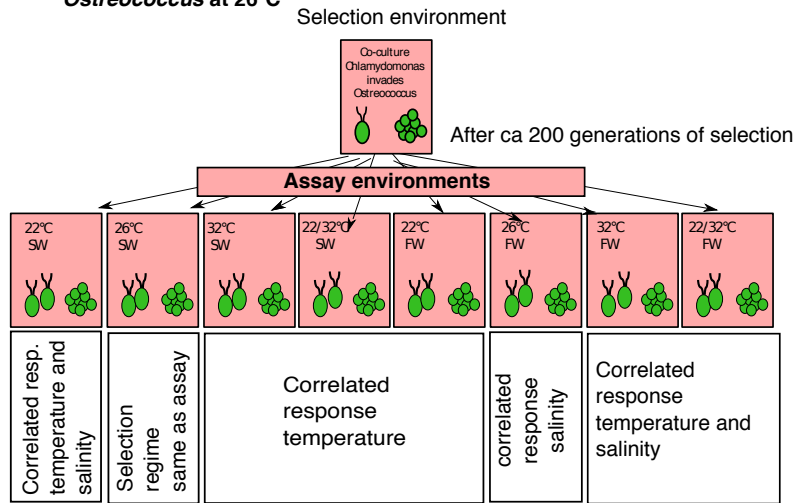 Ostreococcus at 26°C
Selection environment
Co-culture
Chlamydomonas
invades
Ostreococcus
After ca 200 generations of selection
Assay environments
22°C
SW
26°C
SW
32°C
SW
22/32°C
SW
22°C
FW
26°C
FW
32°C
FW
22/32°C
FW
Correlated resp.
temperature and
salinity
Selection
regime
same as assay
Correlated
response
temperature
correlated
response
salinity
Correlated
response
temperature and
salinity